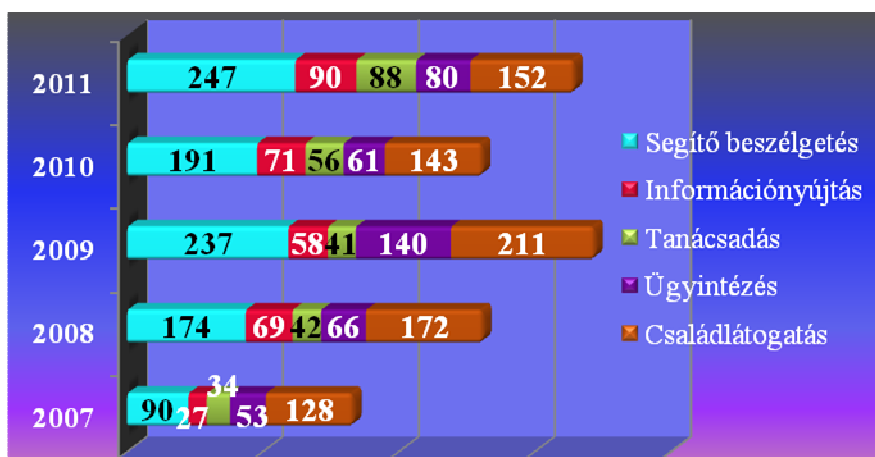 2011 247 90 88 80 152
2010 191 71 56 61 143
2009 237 58 41 140 211
2008 174 69 42 66 172
2007 90 27 34 53 128
Segítő beszélgetés
Információnyújtás
Tanácsadás
Ügyintézés
Családlátogatás